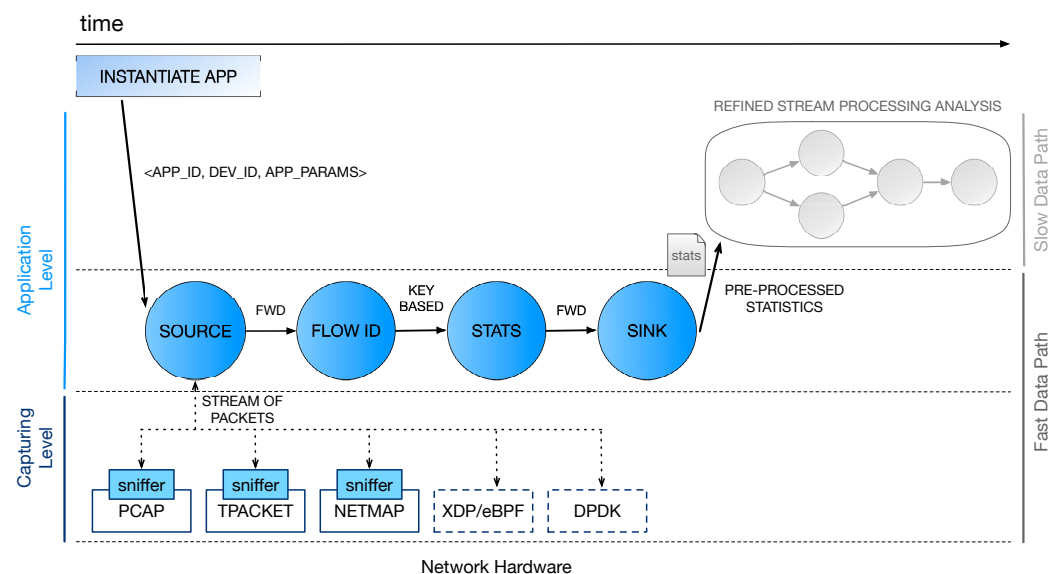 time
INSTANTIATE APP
REFINED STREAM PROCESSING ANALYSIS
<APP_ID, DEV_ID, APP_PARAMS>
Slow Data Path
Application
Level
stats
PRE-PROCESSED
STATISTICS
SOURCE
FWD
FLOW ID
KEY
BASED
STATS
FWD
SINK
Fast Data Path
STREAM OF
PACKETS
Capturing
Level
sniffer
PCAP
sniffer
TPACKET
sniffer
NETMAP
XDP/eBPF
DPDK
Network Hardware